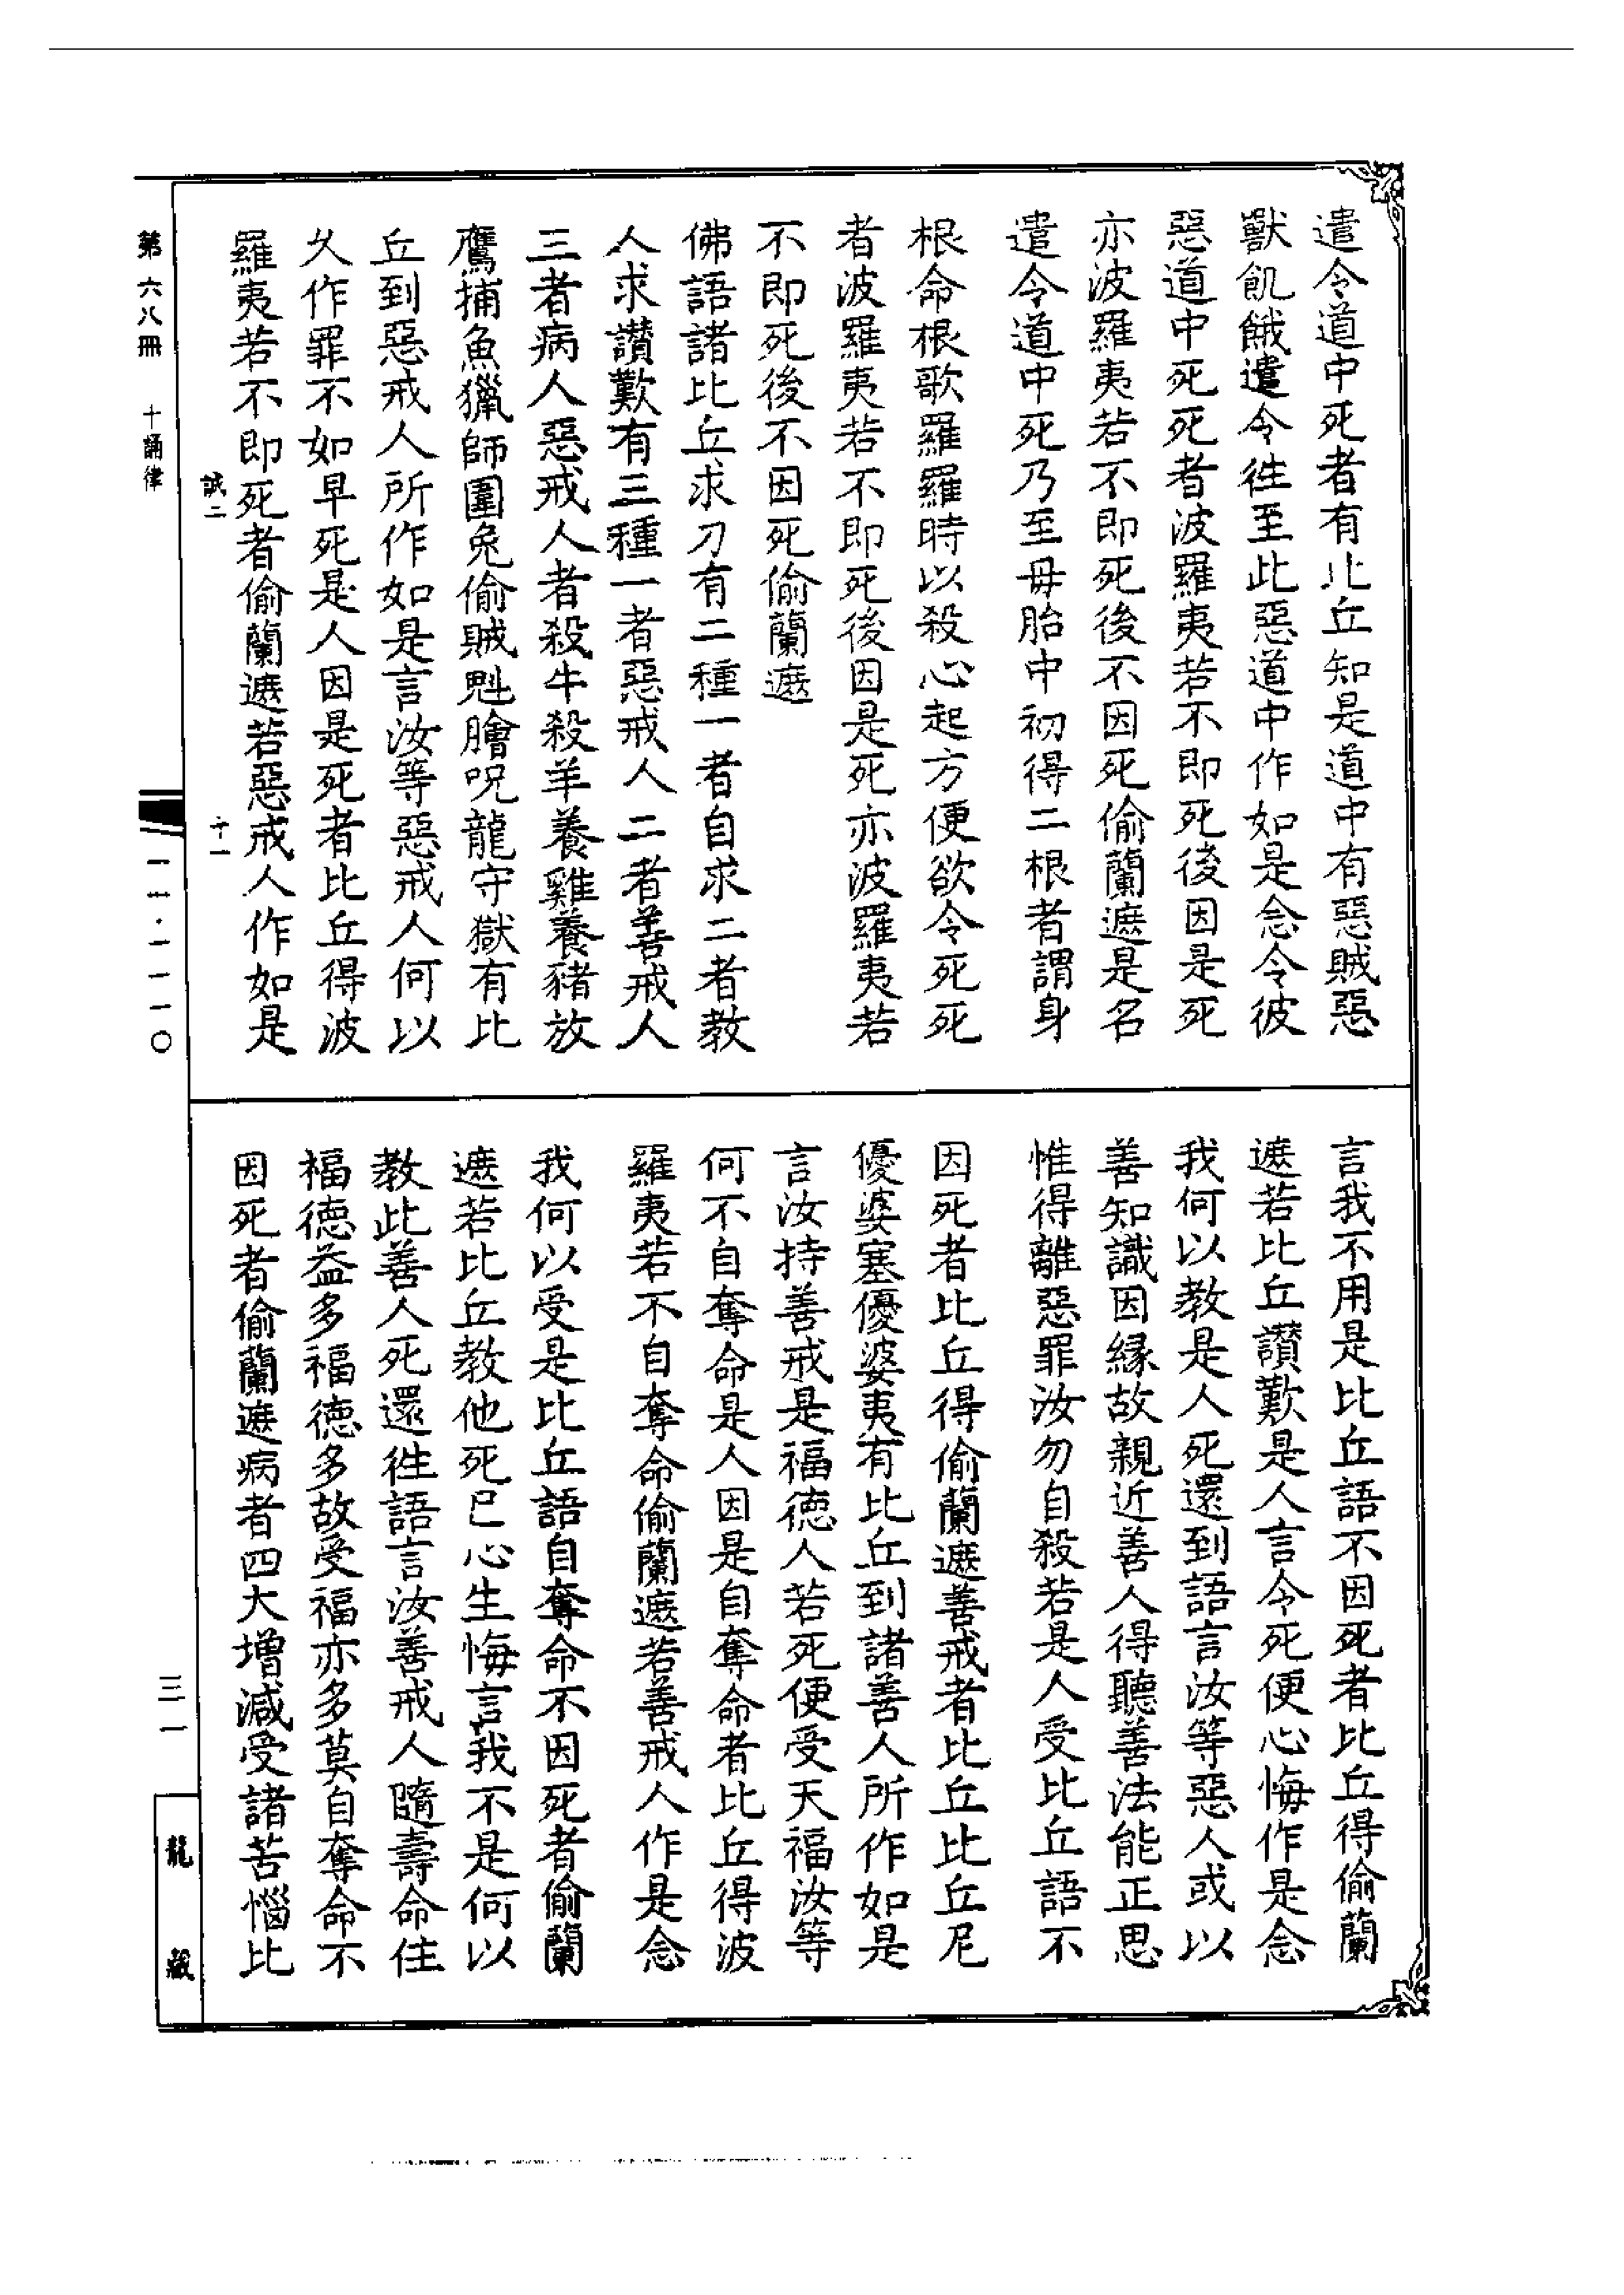 遣令道中死者有比丘知是道中有惡賊惡
獸飢餓遣令往至此惡道中作如是念令彼
惡道中死死者波羅夷若不即死後因是死
亦波羅夷若不即死後不因死偷蘭遮是名
遣令道中死乃至毋胎中初得二根者謂身
根命根歌羅羅時以殺心起方便欲令死死
者波羅夷若不即死後因是死亦波羅夷若
不即死後不因死偷蘭遮
佛語諸比丘求刀有二種一者自求二者教
人求讚歎有三種一者惡戒人二者善戒人
三者病人惡戒人者殺牛殺羊養雞養豬放
鷹捕魚獵師圍兔偷賊魁膾呪龍守獄有比
丘到惡戒人所作如是言汝等惡戒人何以
久作罪不如早死是人因是死者比丘得波
羅夷若不即死者偷蘭遮若惡戒人作如是
言我不用是比丘語不因死者比丘得偷蘭
遮若比丘讚歎是人言令死便心悔作是念
我何以教是人死還到語言汝等惡人或以
善知識因緣故親近善人得聽善法能正思
惟得離惡罪汝勿自殺若是人受比丘語不
因死者比丘得偷蘭遮善戒者比丘比丘尼
優婆塞優婆夷有比丘到諸善人所作如是
言汝持善戒是福德人若死便受天福汝等
何不自奪命是人因是自奪命者比丘得波
羅夷若不自奪命偷蘭遮若善戒人作是念
我何以受是比丘語自奪命不因死者偷蘭
遮若比丘教他死已心生悔言我不是何以
教此善人死還往語言汝善戒人隨壽命住
福德益多福德多故受福亦多莫自奪命不
因死者偷蘭遮病者四大增減受諸苦惱比
誠二
十一
第六八冊 十誦律
一一一·一一一〇
三一
龍藏